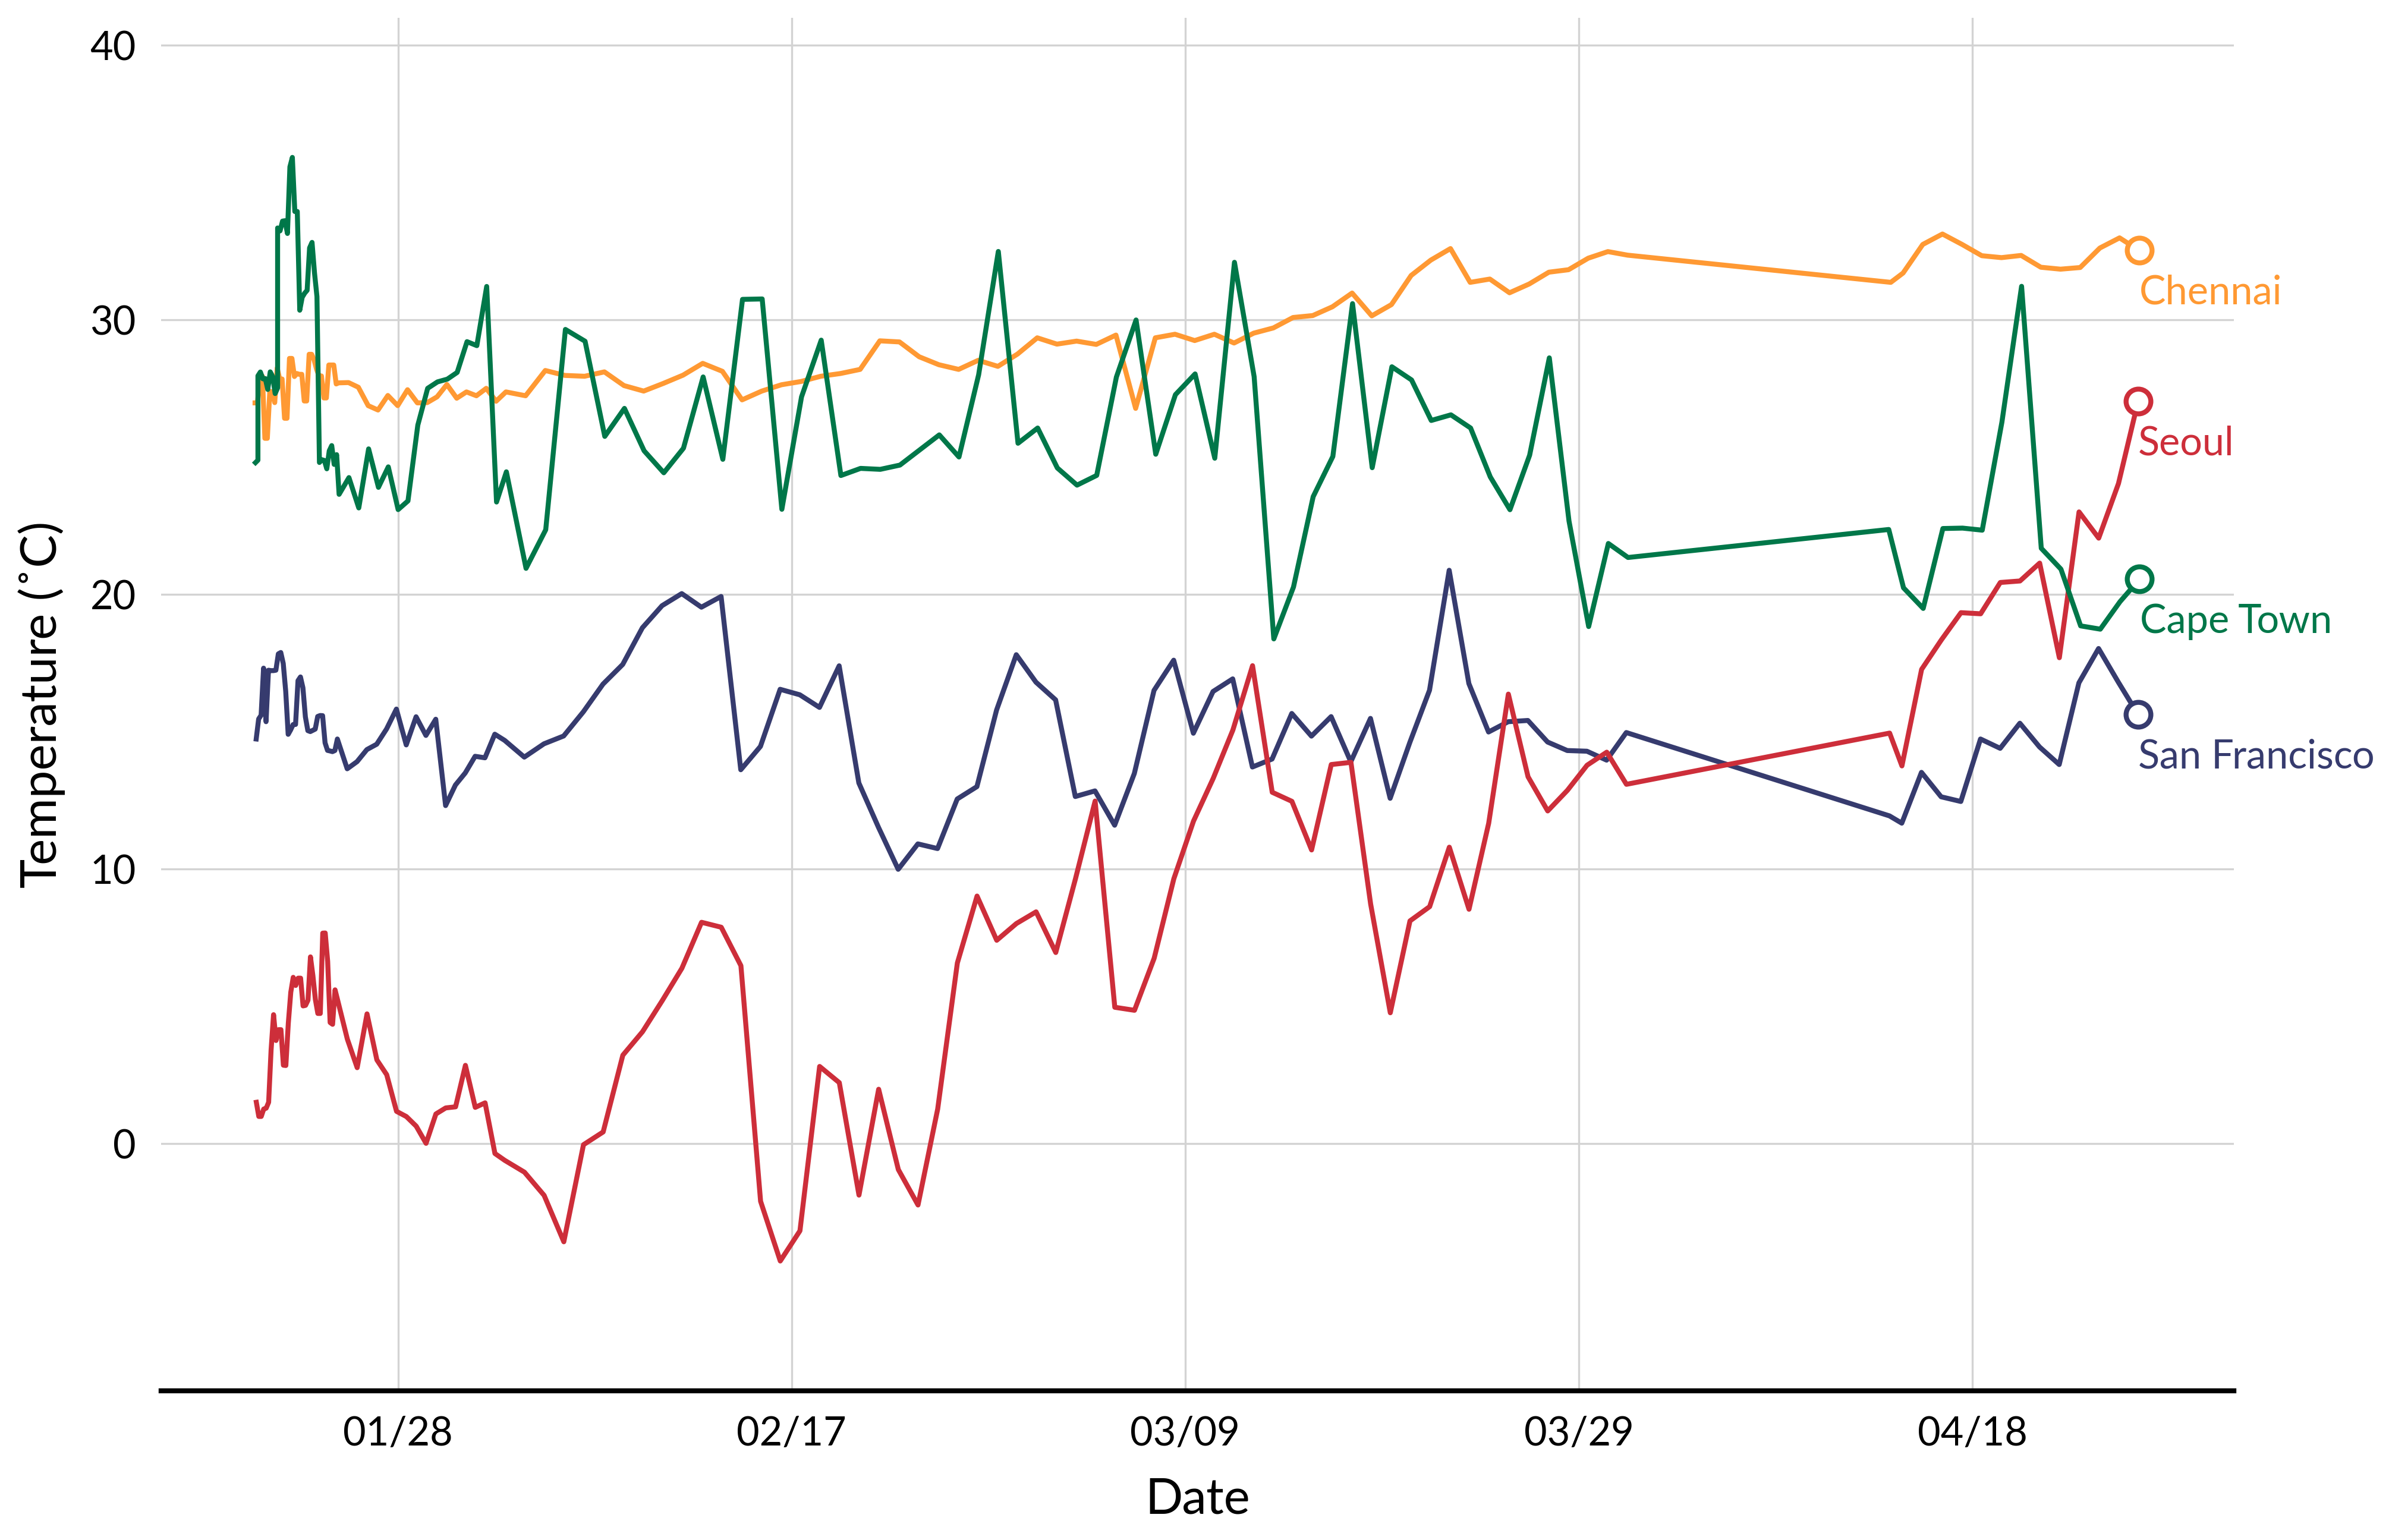 40
30
20
10
0
Temperature (°C)
Chennai
Seoul
Cape Town
San Francisco
01/28
02/17
03/09
03/29
04/18
Date